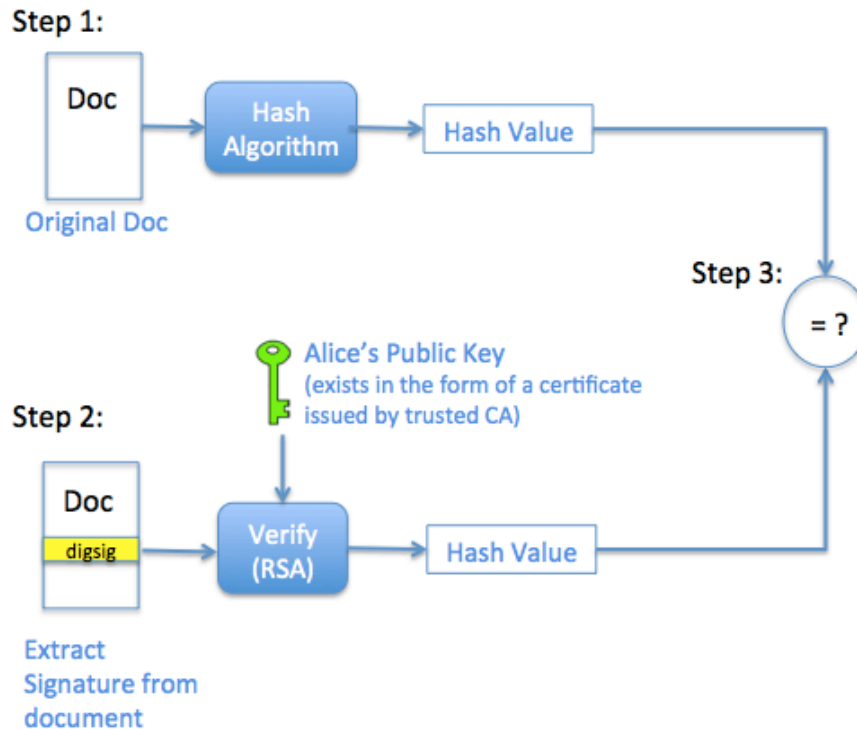 Step 1:
Doc
Hash
Algorithm
Hash Value
Original Doc
Step 3:
= ?
Alice's Public Key
(exists in the form of a certificate
issued by trusted CA)
Step 2:
Doc
digsig
Verify
(RSA)
Hash Value
Extract
Signature from
document